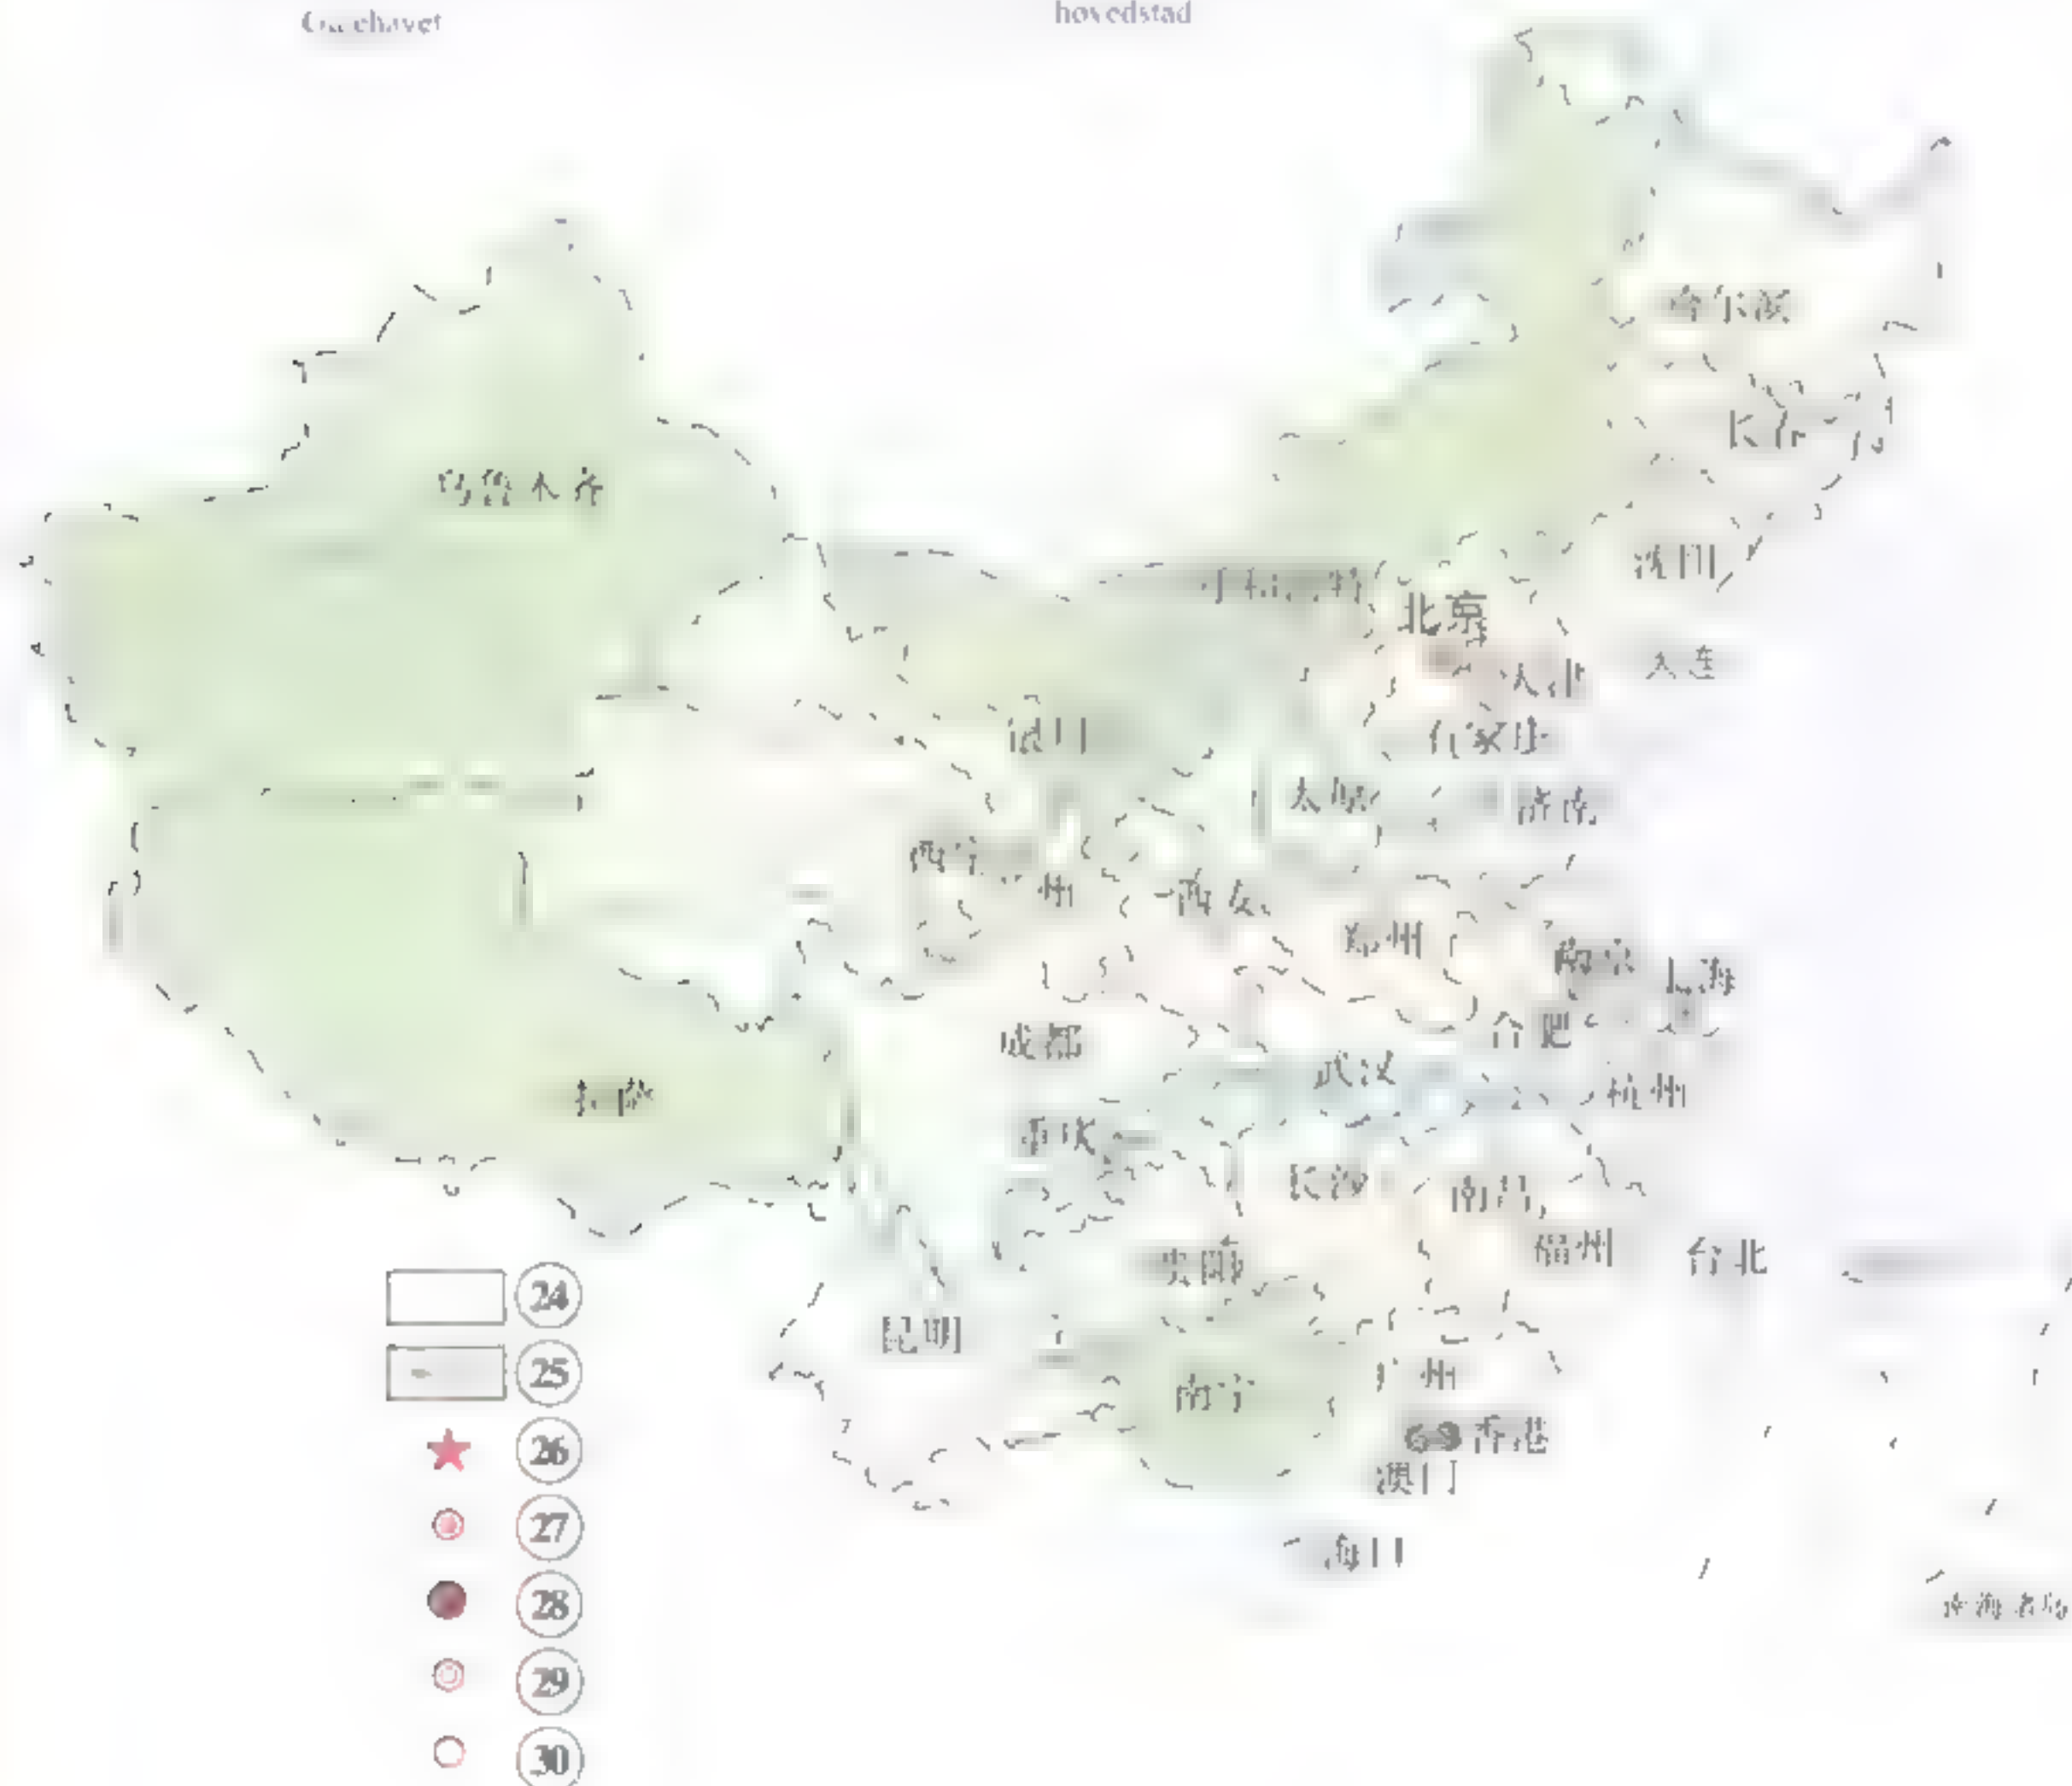 hovedstad
哈尔滨
长春
乌鲁木齐
沈阳
北京
大连
天津
银川
石家庄
太原
济南
西宁
州
西安
郑州
南京
上海
成都
合肥
武汉
杭州
拉萨
重庆
长沙
南昌
福州
台北
贵阳
24
昆明
25
广州
南宁
26
69 香港
澳门
27
海口
28
29
30